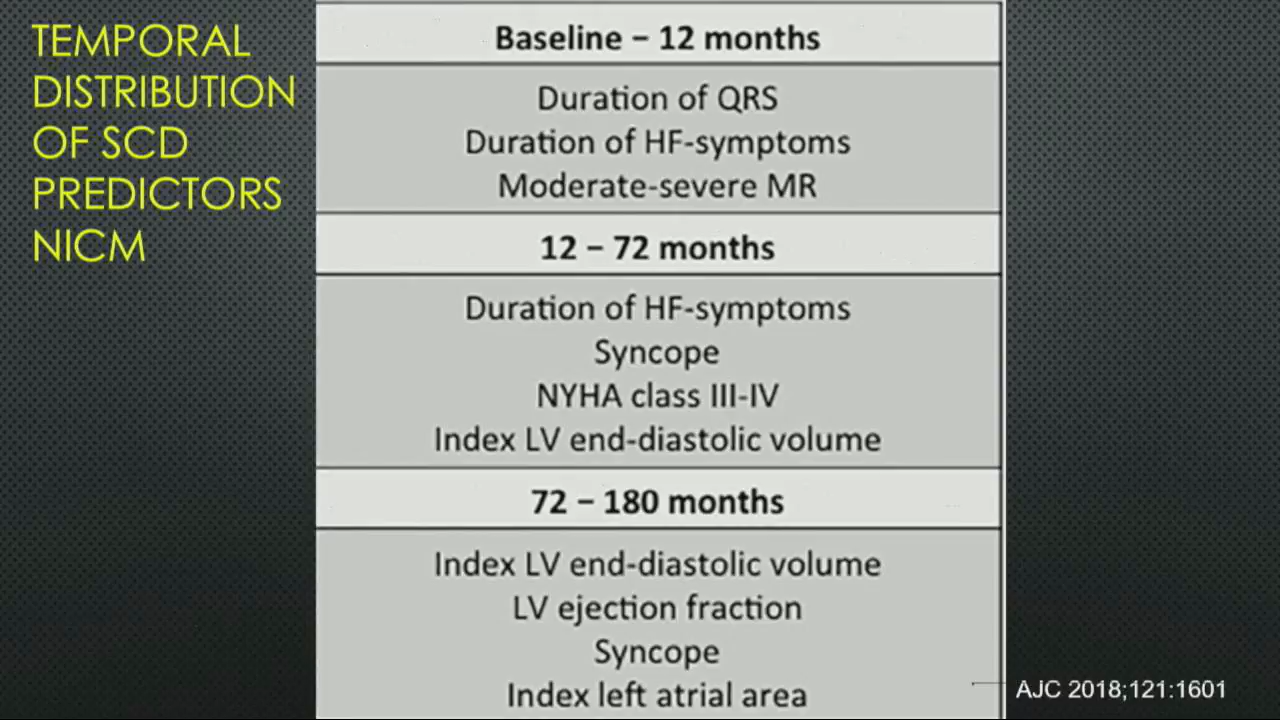 TEMPORAL
DISTRIBUTION
OF SCD
PREDICTORS
NICM
Baseline – 12 months
Duration of QRS
Duration of HF-symptoms
Moderate-severe MR
12 – 72 months
Duration of HF-symptoms
Syncope
NYHA class III-IV
Index LV end-diastolic volume
72 – 180 months
Index LV end-diastolic volume
LV ejection fraction
Syncope
Index left atrial area
AJC 2018;121:1601